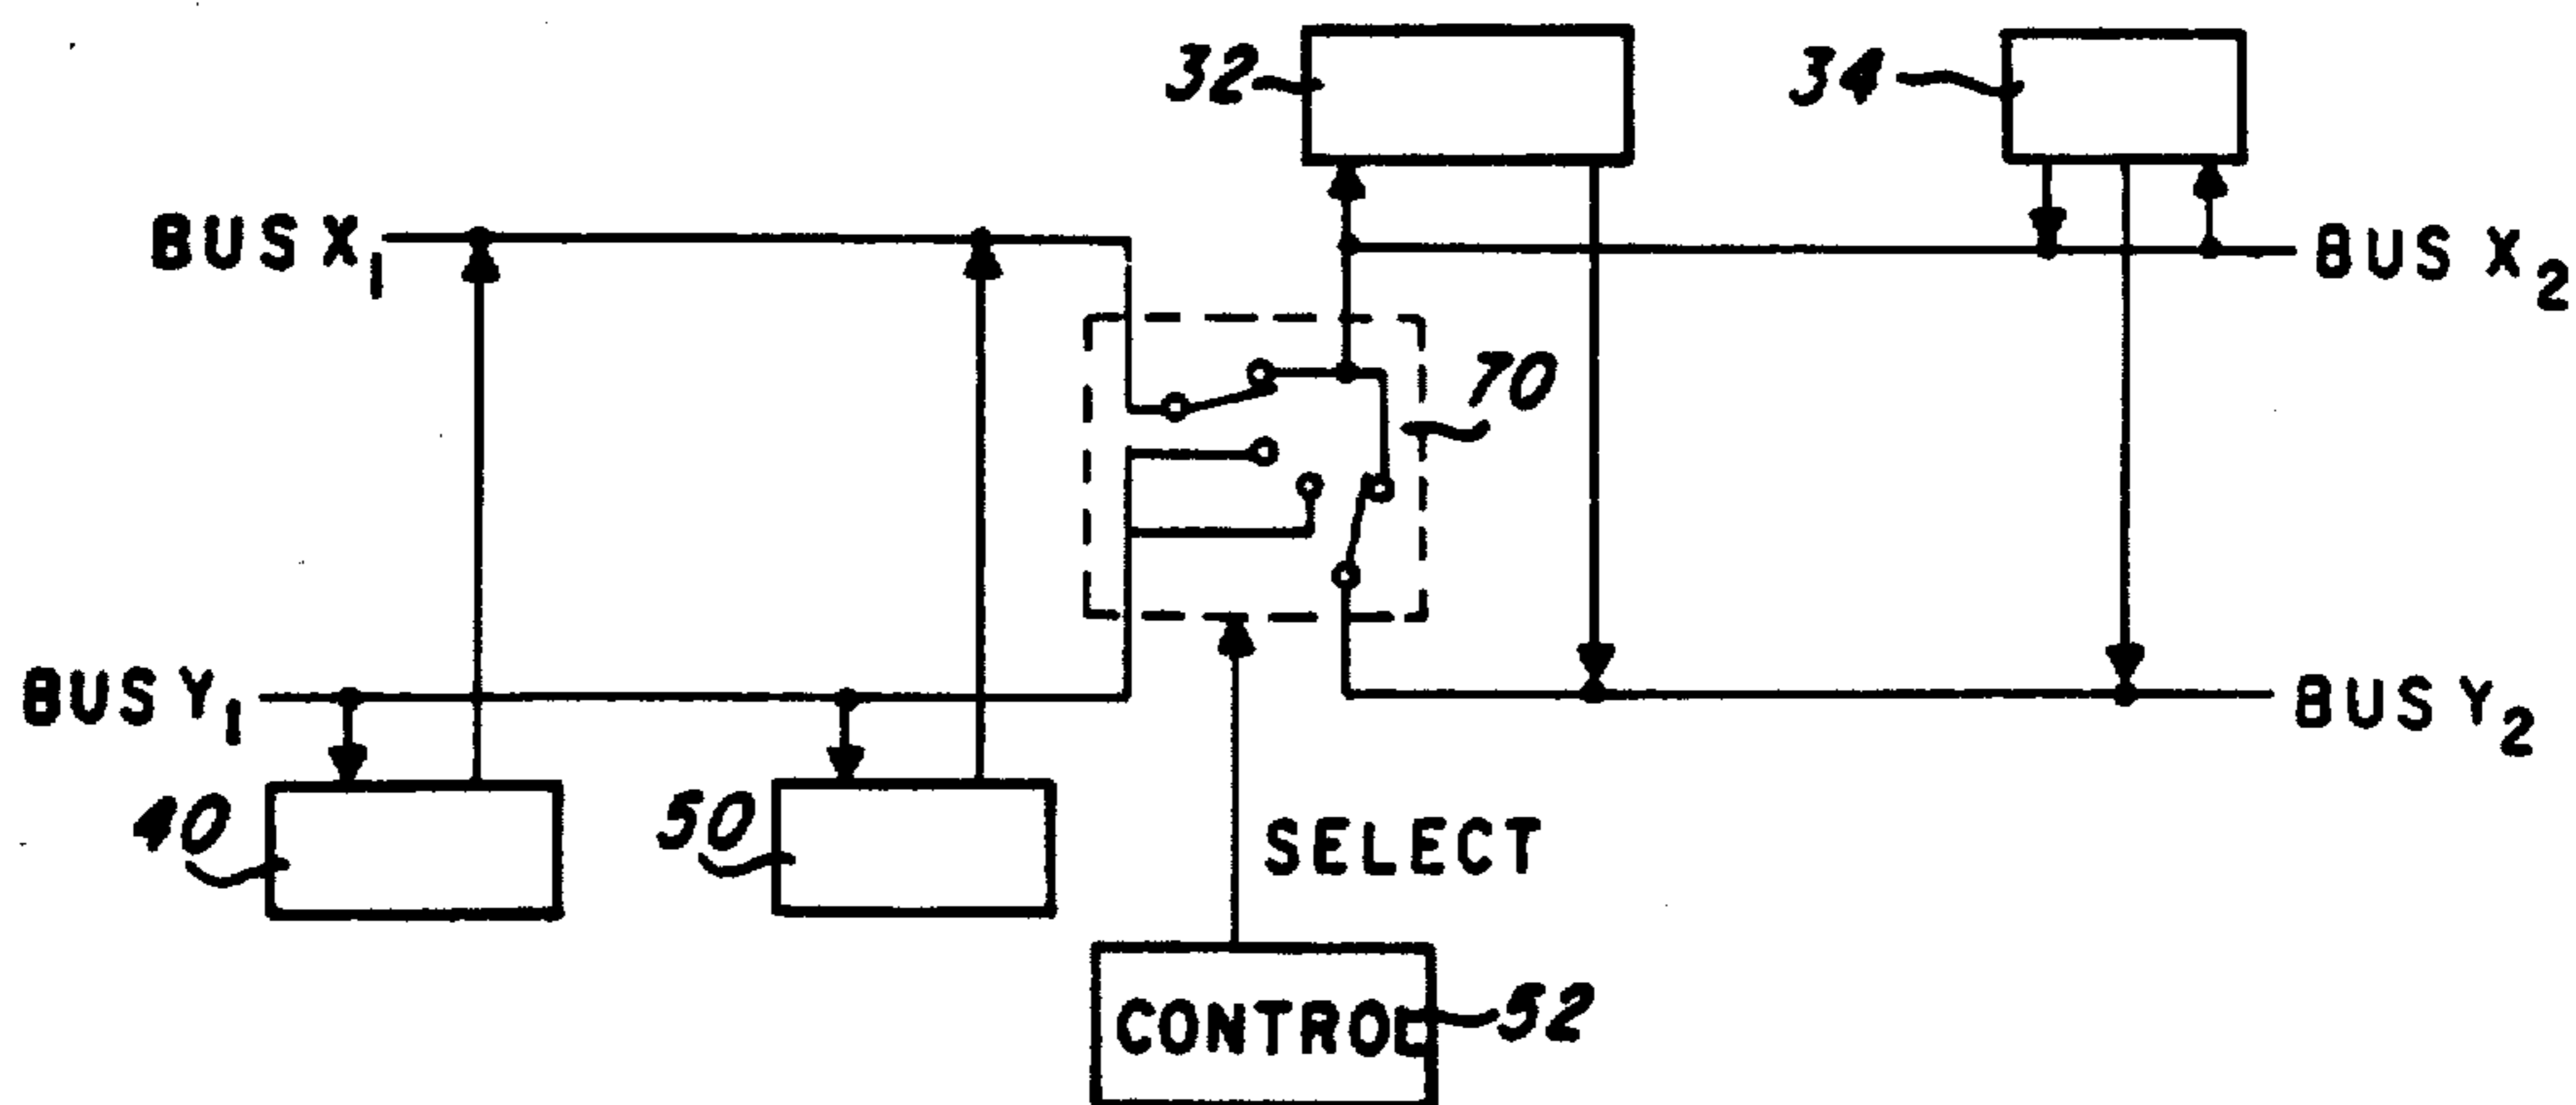 32
34
BUS X1
BUS X2
70
BUS Y1
BUS Y2
40
50
SELECT
CONTROL
52